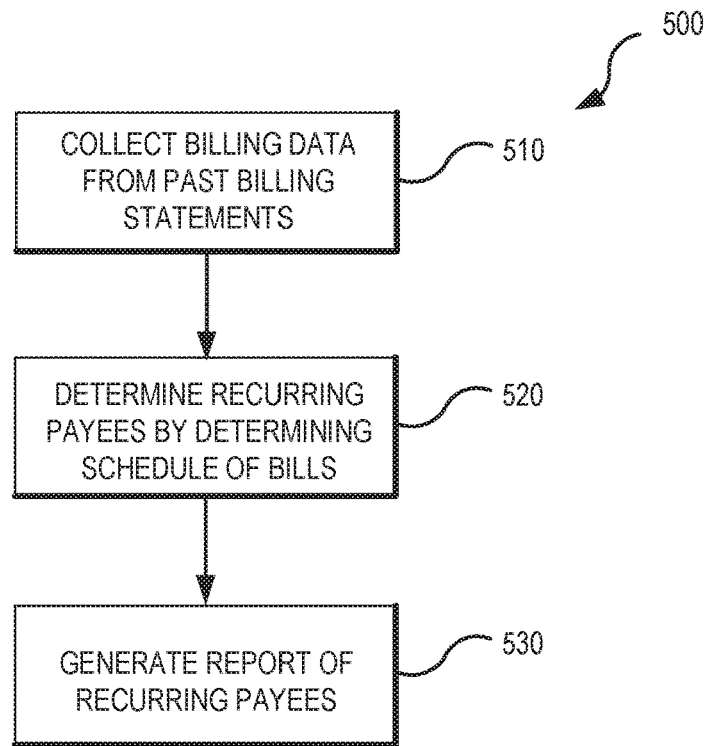 500
COLLECT BILLING DATA
FROM PAST BILLING
STATEMENTS
510
DETERMINE RECURRING
PAYEES BY DETERMINING
SCHEDULE OF BILLS
520
GENERATE REPORT OF
RECURRING PAYEES
530